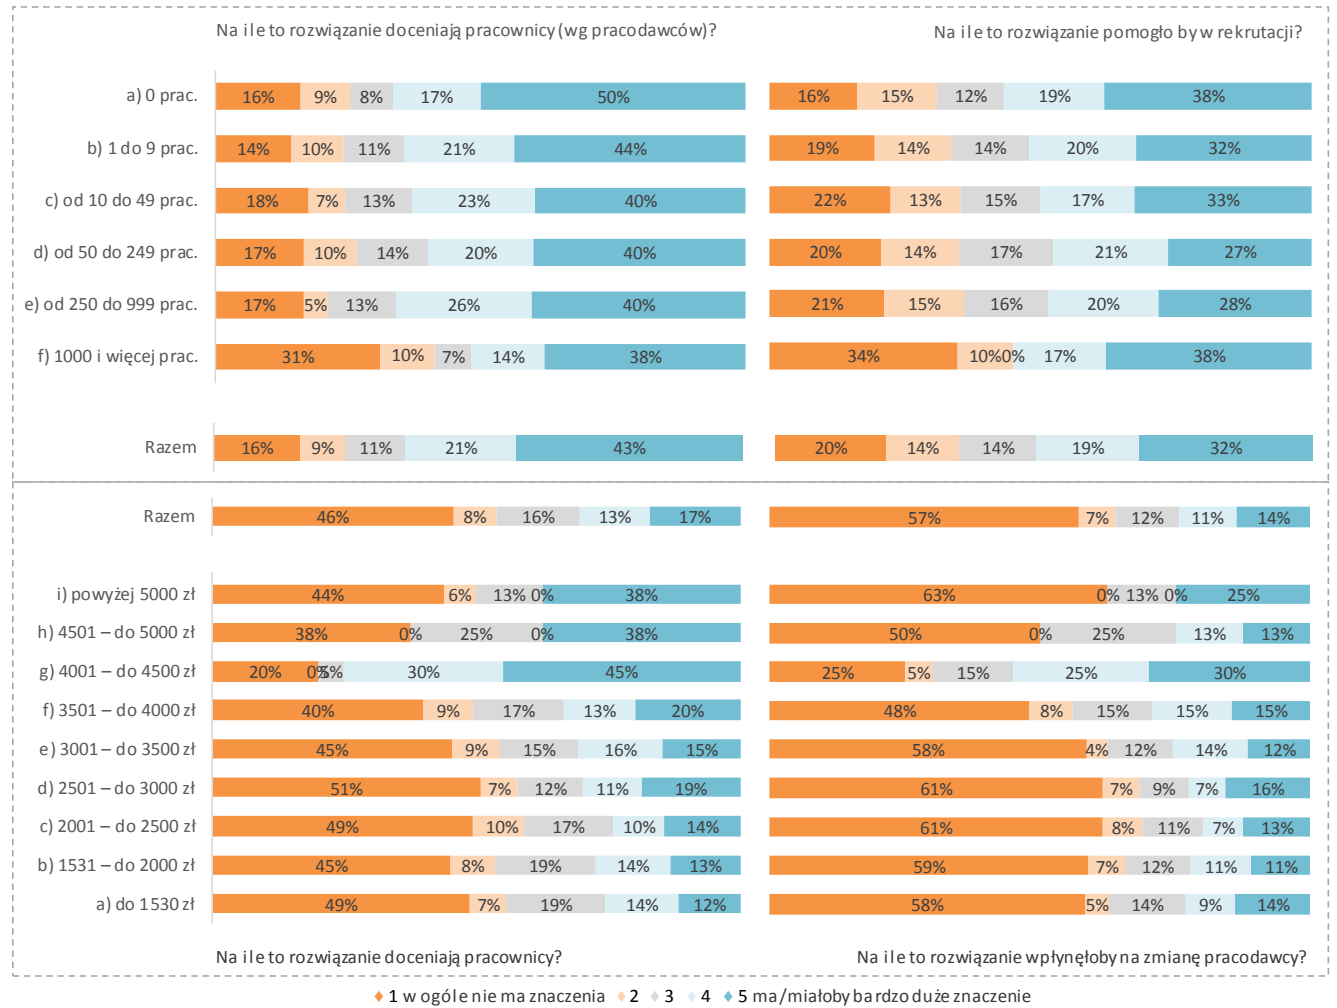 Na ile to rozwiązanie doceniają pracownicy (wg pracodawców)? Na ile to rozwiązanie pomogło by w rekrutacji?
a) 0 prac. 16% 9% 8% 17% 50% 16% 15% 12% 19% 38%
b) 1 do 9 prac. 14% 10% 11% 21% 44% 19% 14% 14% 20% 32%
c) od 10 do 49 prac. 18% 7% 13% 23% 40% 22% 13% 15% 17% 33%
d) od 50 do 249 prac. 17% 10% 14% 20% 40% 20% 14% 17% 21% 27%
e) od 250 do 999 prac. 17% 5% 13% 26% 40% 21% 15% 16% 20% 28%
f) 1000 i więcej prac. 31% 10% 7% 14% 38% 34% 10% 0% 17% 38%
Razem 16% 9% 11% 21% 43% 20% 14% 14% 19% 32%
Razem 46% 8% 16% 13% 17% 57% 7% 12% 11% 14%
i) powyżej 5000 zł 44% 6% 13% 0% 38% 63% 0% 13% 0% 25%
h) 4501 – do 5000 zł 38% 0% 25% 0% 38% 50% 0% 25% 13% 13%
g) 4001 – do 4500 zł 20% 0% 5% 30% 45% 25% 5% 15% 25% 30%
f) 3501 – do 4000 zł 40% 9% 17% 13% 20% 48% 8% 15% 15% 15%
e) 3001 – do 3500 zł 45% 9% 15% 16% 15% 58% 4% 12% 14% 12%
d) 2501 – do 3000 zł 51% 7% 12% 11% 19% 61% 7% 9% 7% 16%
c) 2001 – do 2500 zł 49% 10% 17% 10% 14% 61% 8% 11% 7% 13%
b) 1531 – do 2000 zł 45% 8% 19% 14% 13% 59% 7% 12% 11% 11%
a) do 1530 zł 49% 7% 19% 14% 12% 58% 5% 14% 9% 14%
Na ile to rozwiązanie doceniają pracownicy? Na ile to rozwiązanie wpłynęłoby na zmianę pracodawcy?
1 w ogóle nie ma znaczenia 2 3 4 5 ma/miałoby bardzo duże znaczenie